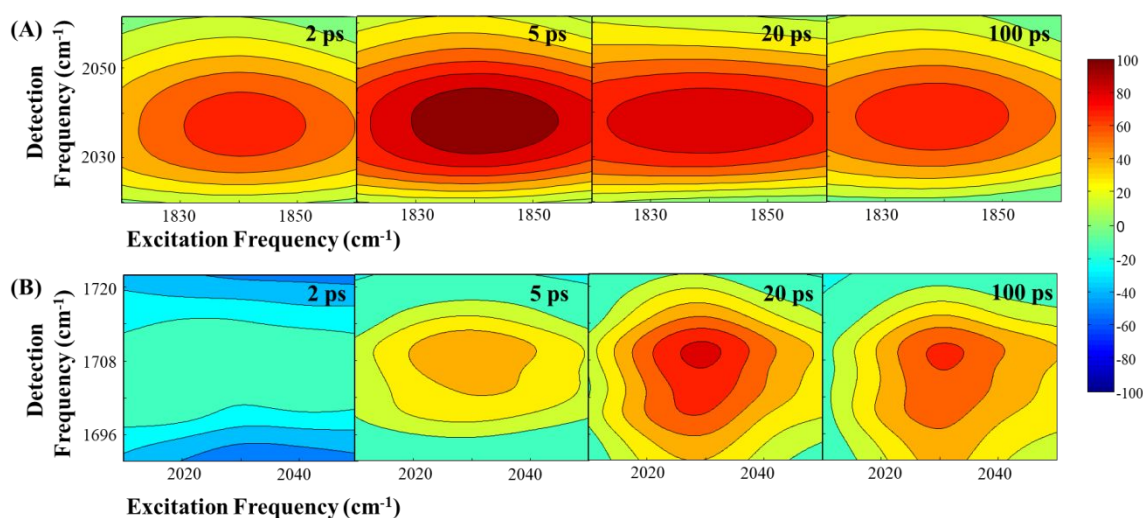 (A)
2 ps
5 ps
20 ps
100 ps
Detection
Frequency (cm-1)
2050
2030
1830
1850
1830
1850
1830
1850
1830
1850
Excitation Frequency (cm-1)
100
80
60
40
20
0
-20
-40
-60
-80
-100
(B)
2 ps
5 ps
20 ps
100 ps
Detection
Frequency (cm-1)
1720
1708
1696
2020
2040
2020
2040
2020
2040
2020
2040
Excitation Frequency (cm-1)